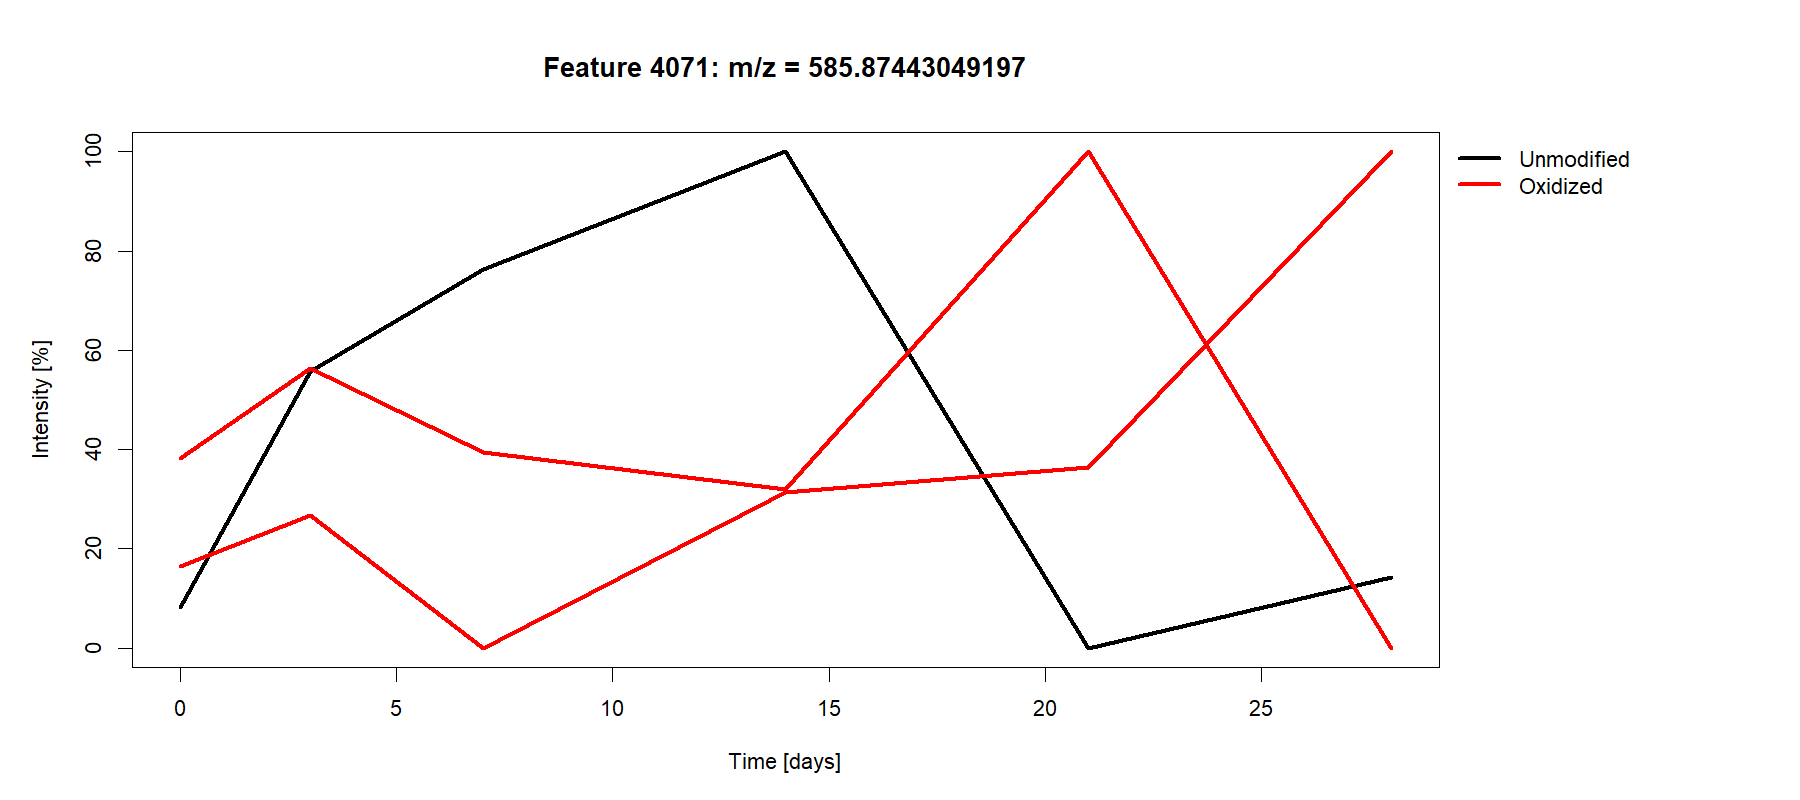 Feature 4071: m/z = 585.87443049197
Unmodified
Oxidized
Intensity [%]
100
80
60
40
20
0
0 5 10 15 20 25
Time [days]